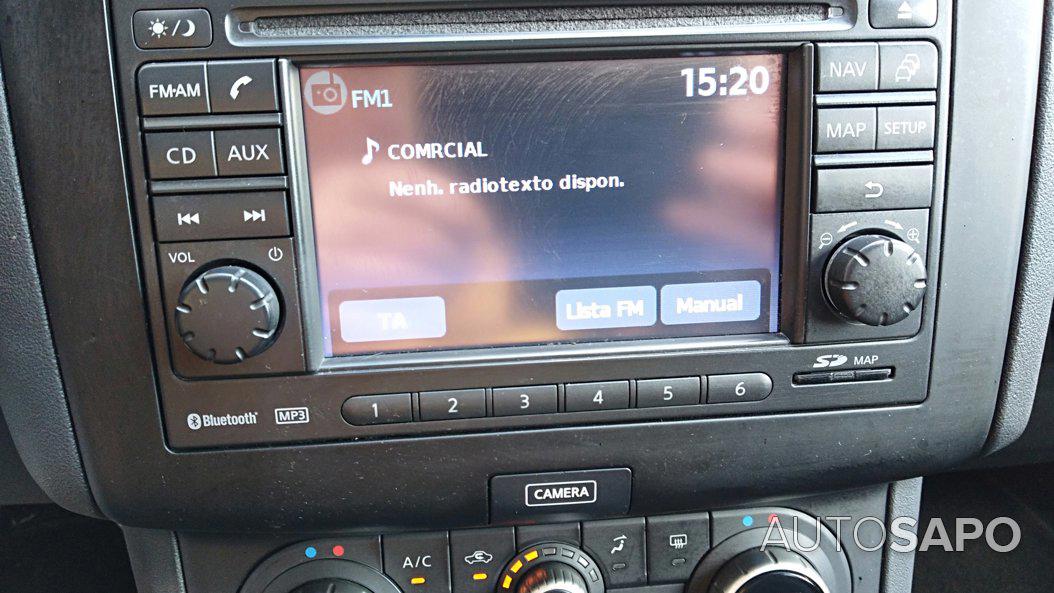 FM·AM
FM1
15:20
NAV
COMRCIAL
Nenh. radiotexto dispon.
MAP
SETUP
CD
AUX
VOL
TA
Lista FM
Manual
SD MAP
1 2 3 4 5 6
Bluetooth
MP3
CAMERA
A/C
AUTOSAPO